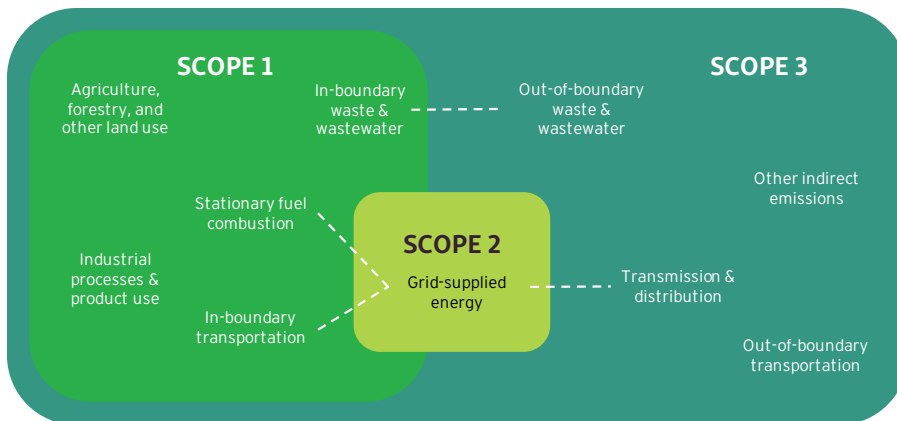 SCOPE 1
Agriculture,
forestry, and
other land use
In-boundary
waste &
wastewater
Stationary fuel
combustion
Industrial
processes &
product use
In-boundary
transportation
SCOPE 2
Grid-supplied
energy
SCOPE 3
Out-of-boundary
waste &
wastewater
Other indirect
emissions
Transmission &
distribution
Out-of-boundary
transportation